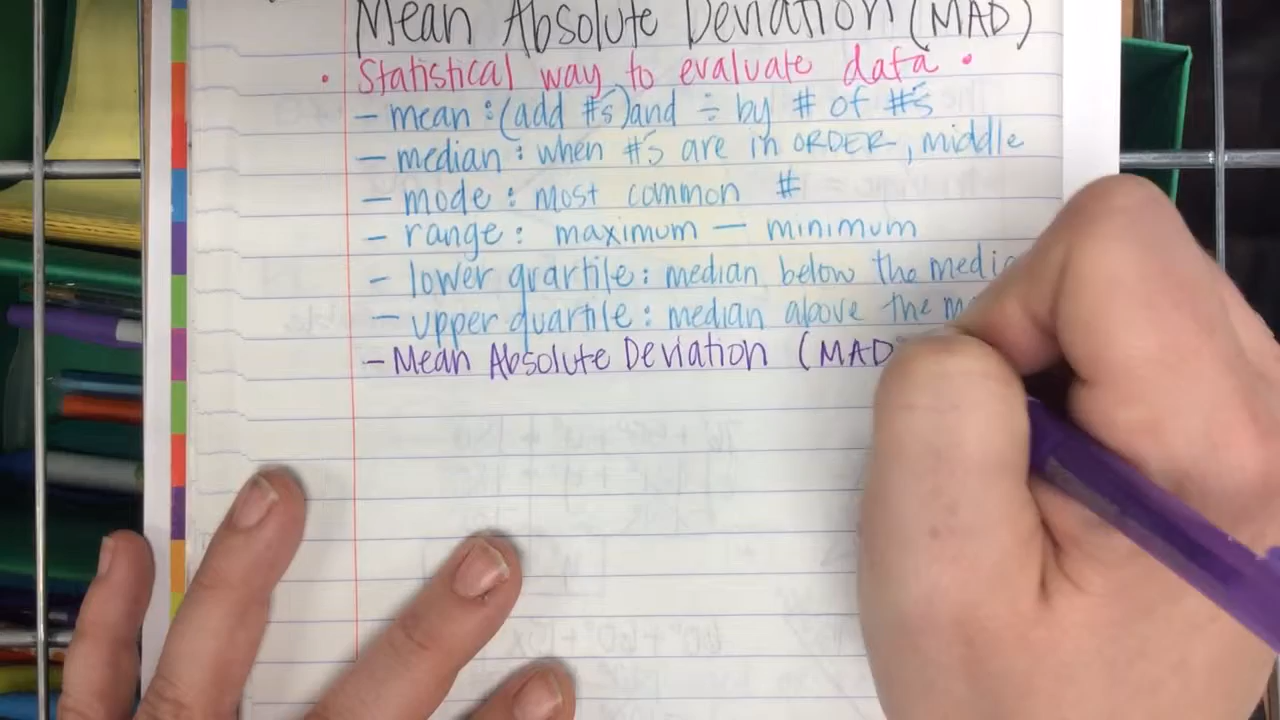 Mean Absolute Deviation (MAD)
• Statistical way to evaluate data •
- mean : (add #'s) and ÷ by # of #'s
- median : when #'s are in ORDER, middle
- mode : most common #
- range : maximum - minimum
- lower quartile : median below the
- upper quartile : median above the
- Mean Absolute Deviation (MAD